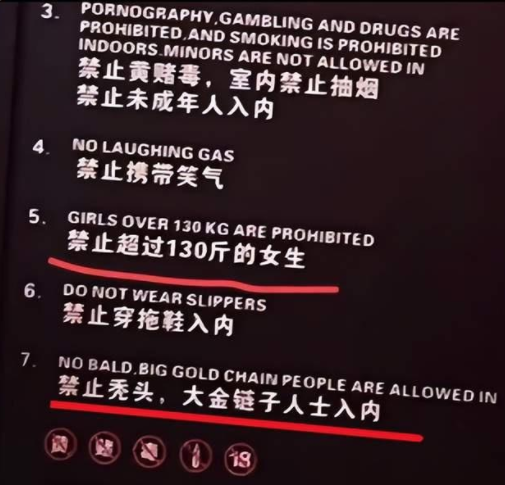 3. PORNOGRAPHY,GAMBLING AND DRUGS ARE
PROHIBITED,AND SMOKING IS PROHIBITED
INDOORS.MINORS ARE NOT ALLOWED IN
禁止黄赌毒，室内禁止抽烟
禁止未成年人入内
4. NO LAUGHING GAS
禁止携带笑气
5. GIRLS OVER 130 KG ARE PROHIBITED
禁止超过130斤的女生
6. DO NOT WEAR SLIPPERS
禁止穿拖鞋入内
7. NO BALD,BIG GOLD CHAIN PEOPLE ARE ALLOWED IN
禁止秃头，大金链子人士入内
18